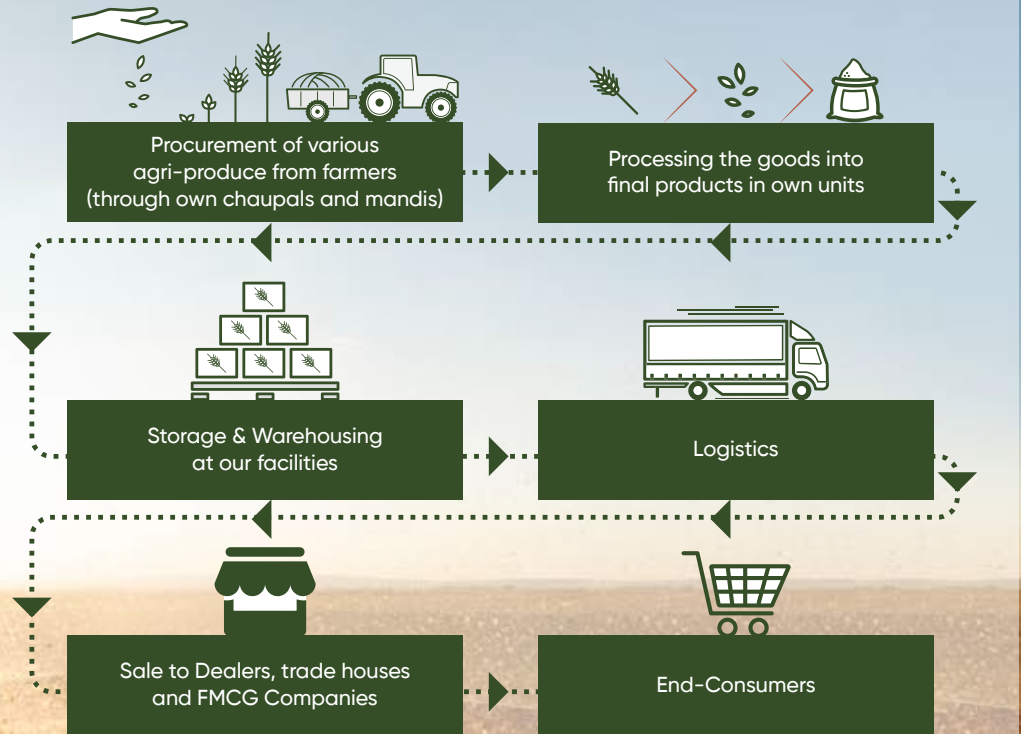 Procurement of various
agri-produce from farmers
(through own chaupals and mandis)
Processing the goods into
final products in own units
Storage & Warehousing
at our facilities
Logistics
Sale to Dealers, trade houses
and FMCG Companies
End-Consumers